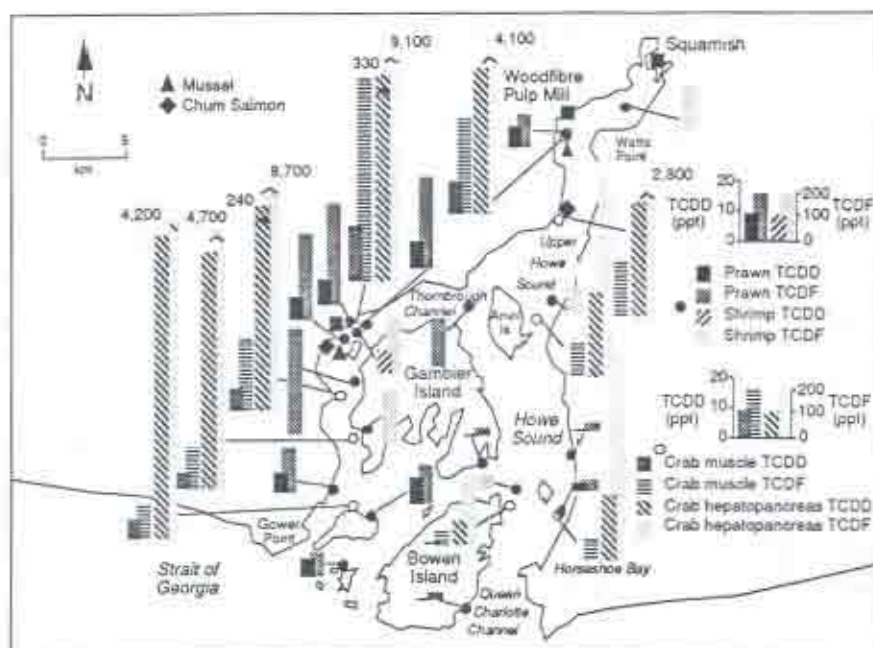 9,100
4,100
330
Squamish
N
Mussel
Chum Salmon
Woodfibre
Pulp Mill
km
Watts
Point
8,700
240
4,200
4,700
2,800
TCDD
(ppt)
20
10
0
200
100
0
TCDF
(ppt)
Upper
Howe
Sound
Prawn TCDD
Prawn TCDF
Shrimp TCDD
Shrimp TCDF
Thornbrough
Channel
Anvil
Is
Gambier
Island
Howe
Sound
TCDD
(ppt)
20
10
0
200
100
0
TCDF
(ppt)
Crab muscle TCDD
Crab muscle TCDF
Crab hepatopancreas TCDD
Crab hepatopancreas TCDF
Gower
Point
Strait of
Georgia
Bowen
Island
Horseshoe Bay
Queen
Charlotte
Channel